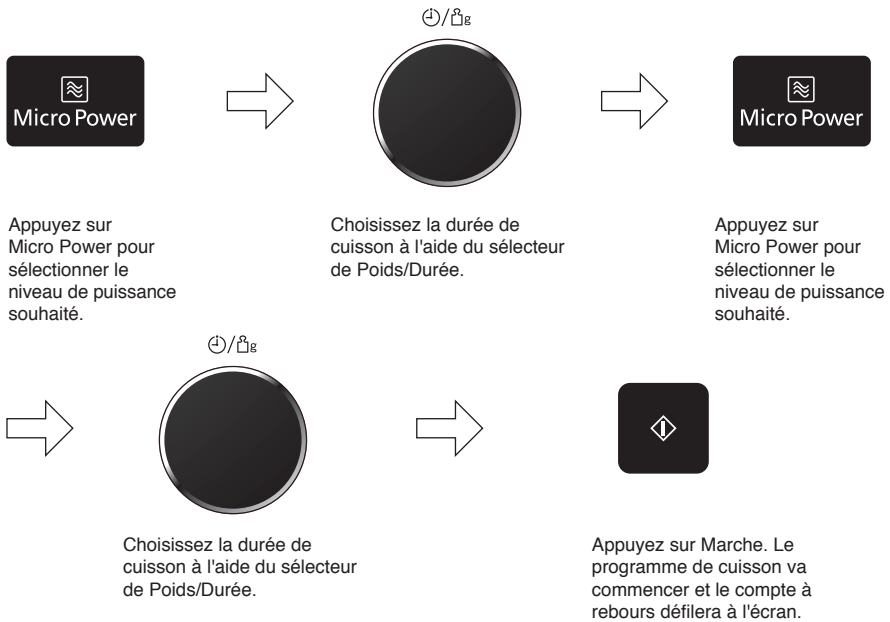 Micro Power
Micro Power
Appuyez sur
Micro Power pour
sélectionner le
niveau de puissance
souhaité.
Choisissez la durée de
cuisson à l'aide du sélecteur
de Poids/Durée.
Appuyez sur
Micro Power pour
sélectionner le
niveau de puissance
souhaité.
/ g
/ g
Choisissez la durée de
cuisson à l'aide du sélecteur
de Poids/Durée.
Appuyez sur Marche. Le
programme de cuisson va
commencer et le compte à
rebours défilera à l'écran.